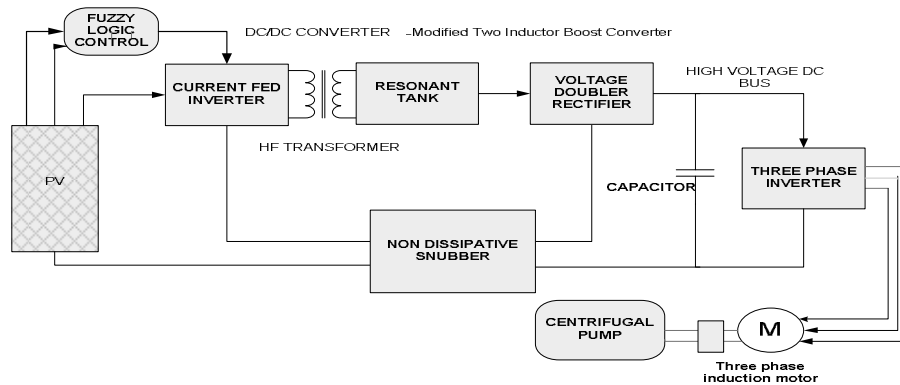 FUZZY
LOGIC
CONTROL
DC/DC CONVERTER -Modified Two Inductor Boost Converter
CURRENT FED
INVERTER
RESONANT
TANK
VOLTAGE
DOUBLER
RECTIFIER
HIGH VOLTAGE DC
BUS
HF TRANSFORMER
PV
CAPACITOR
THREE PHASE
INVERTER
NON DISSIPATIVE
SNUBBER
CENTRIFUGAL
PUMP
M
Three phase
induction motor